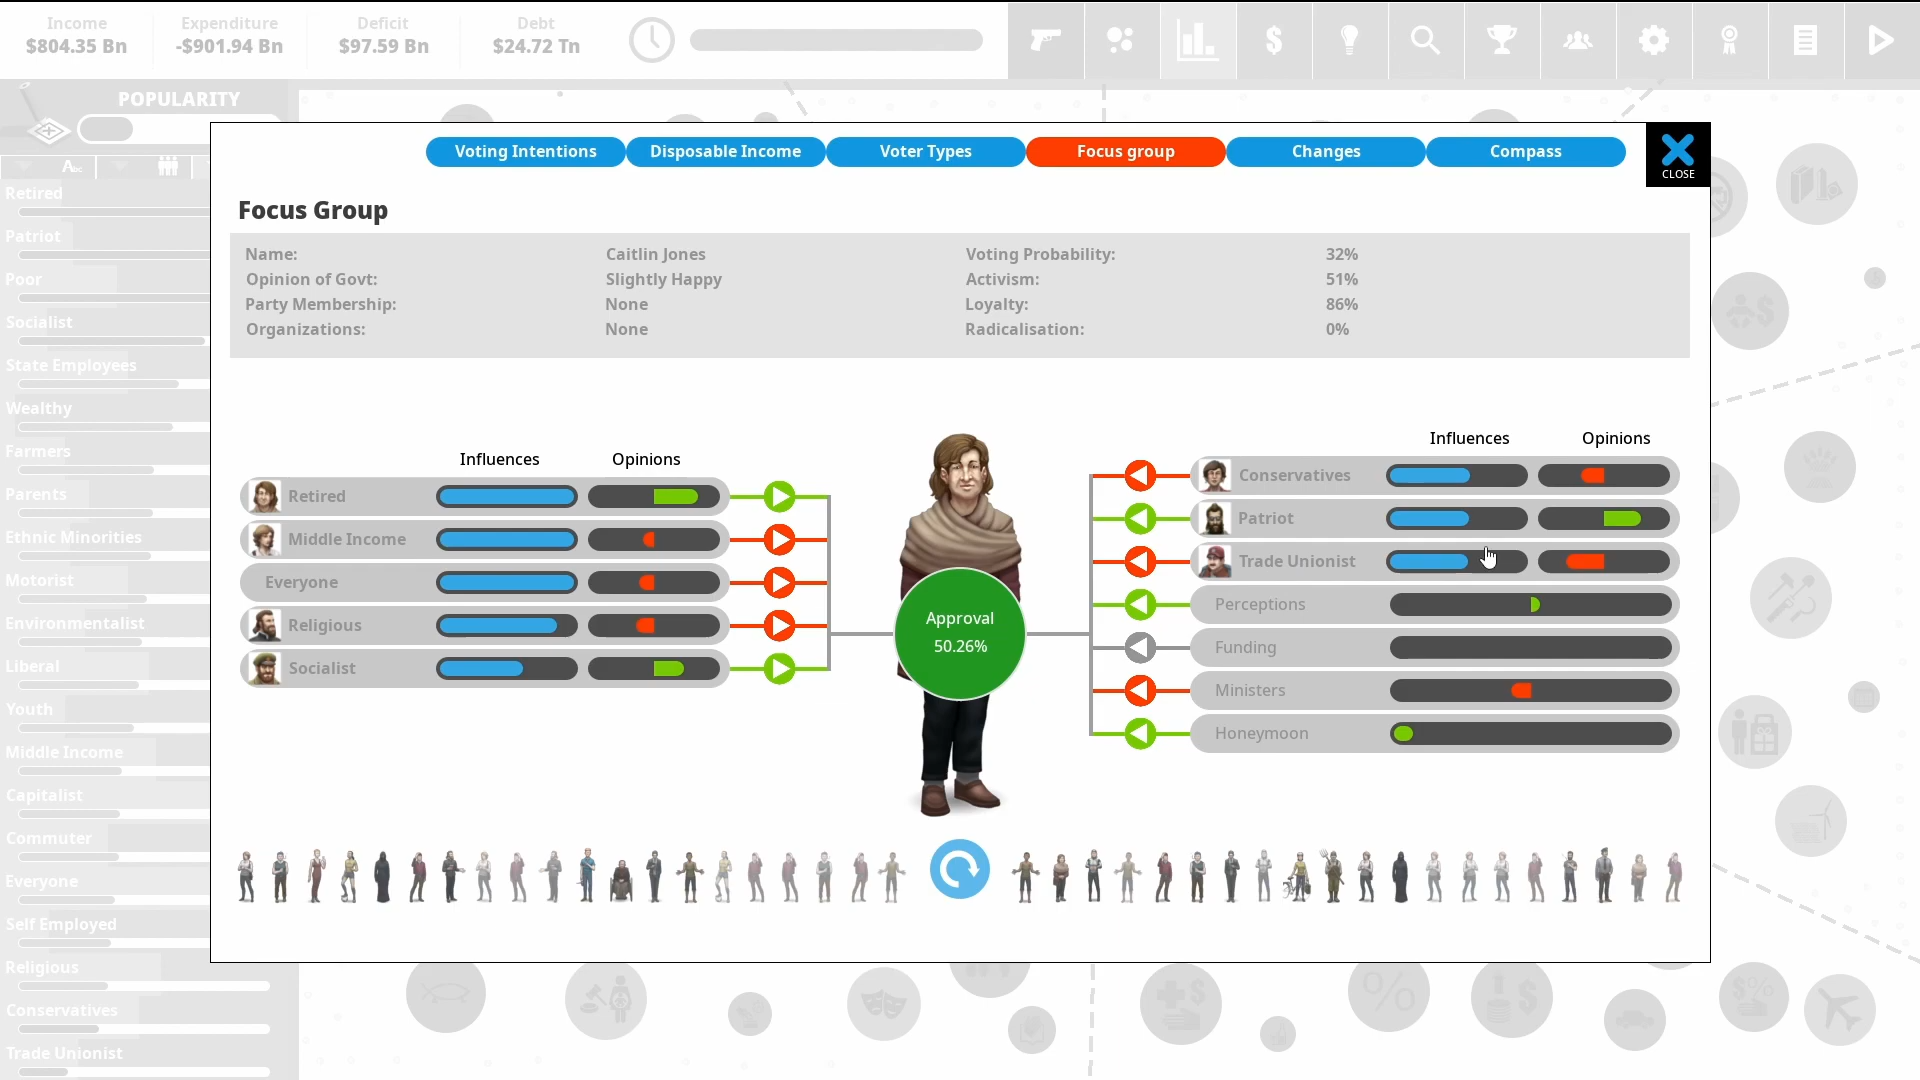 Income Expenditure Deficit Debt
$804.35 Bn -$901.94 Bn $97.59 Bn $24.72 Tn
POPULARITY
Abc
Retired
Patriot
Poor
Socialist
State Employees
Wealthy
Farmers
Parents
Ethnic Minorities
Motorist
Environmentalist
Liberal
Youth
Middle Income
Capitalist
Commuter
Everyone
Self Employed
Religious
Conservatives
Trade Unionist
Voting Intentions Disposable Income Voter Types Focus group Changes Compass
CLOSE
Focus Group
Name: Caitlin Jones Voting Probability: 32%
Opinion of Govt: Slightly Happy Activism: 51%
Party Membership: None Loyalty: 86%
Organizations: None Radicalisation: 0%
Influences Opinions
Retired
Middle Income
Everyone
Religious
Socialist
Approval
50.26%
Influences Opinions
Conservatives
Patriot
Trade Unionist
Perceptions
Funding
Ministers
Honeymoon